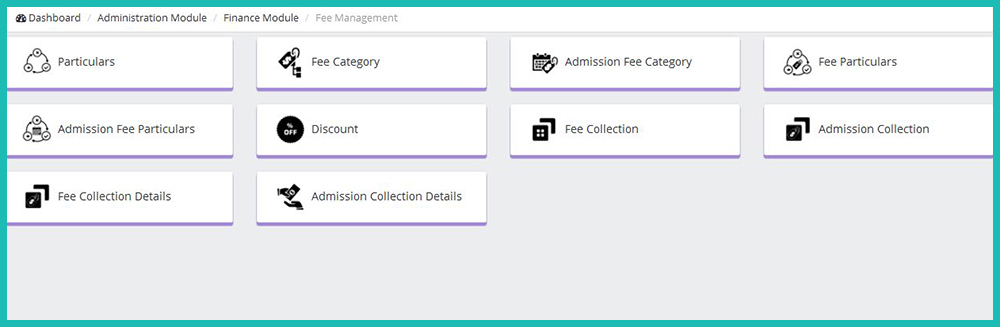 Dashboard / Administration Module / Finance Module / Fee Management
Particulars
Fee Category
Admission Fee Category
Fee Particulars
Admission Fee Particulars
% OFF
Discount
Fee Collection
Admission Collection
Fee Collection Details
Admission Collection Details